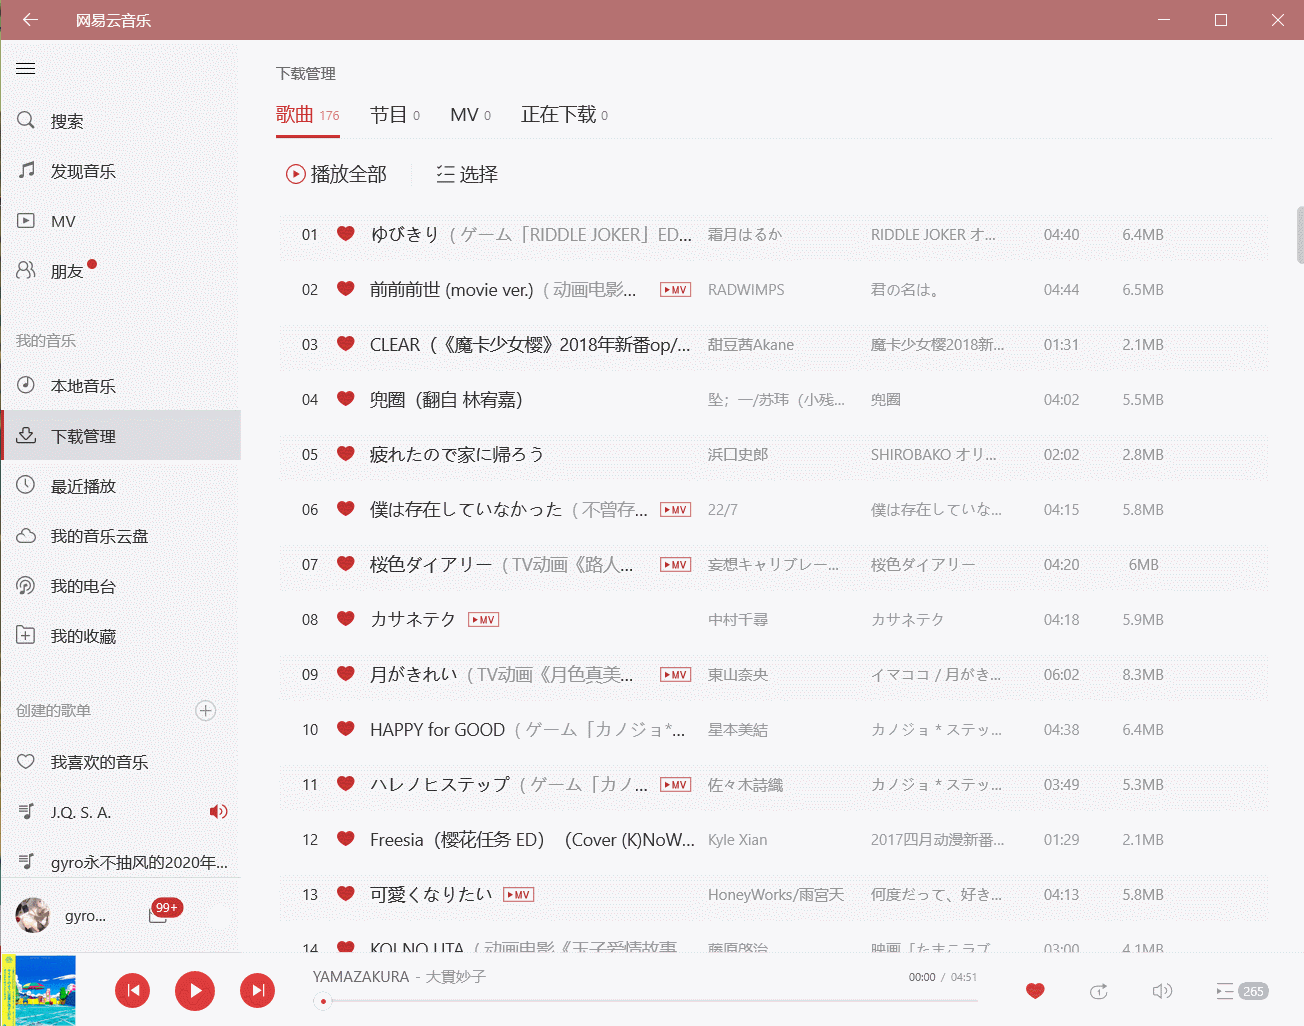 网易云音乐
搜索
发现音乐
MV
朋友
我的音乐
本地音乐
下载管理
最近播放
我的音乐云盘
我的电台
我的收藏
创建的歌单
我喜欢的音乐
J.Q. S. A.
gyro永不抽风的2020年...
gyro...
99+
下载管理
歌曲 176 节目 0 MV 0 正在下载 0
播放全部 选择
01 ゆびきり（ゲーム「RIDDLE JOKER」ED... 霜月はるか RIDDLE JOKER オ... 04:40 6.4MB
02 前前前世 (movie ver.)（动画电影... MV RADWIMPS 君の名は。 04:44 6.5MB
03 CLEAR（《魔卡少女樱》2018年新番op/... 甜豆茜Akane 魔卡少女樱2018新... 01:31 2.1MB
04 兜圈（翻自 林宥嘉） 坠；一/苏玮（小残... 兜圈 04:02 5.5MB
05 疲れたので家に帰ろう 浜口史郎 SHIROBAKO オリ... 02:02 2.8MB
06 僕は存在していなかった（不曾存... MV 22/7 僕は存在していな... 04:15 5.8MB
07 桜色ダイアリー（TV动画《路人... MV 妄想キャリブレー... 桜色ダイアリー 04:20 6MB
08 カサネテク MV 中村千尋 カサネテク 04:18 5.9MB
09 月がきれい（TV动画《月色真美... MV 東山奈央 イマココ / 月がき... 06:02 8.3MB
10 HAPPY for GOOD（ゲーム「カノジョ*... 星本美結 カノジョ * ステッ... 04:38 6.4MB
11 ハレノヒステップ（ゲーム「カノ... MV 佐々木詩織 カノジョ * ステッ... 03:49 5.3MB
12 Freesia（樱花任务 ED）（Cover (K)NoW... Kyle Xian 2017四月动漫新番... 01:29 2.1MB
13 可愛くなりたい MV HoneyWorks/雨宮天 何度だって、好き... 04:13 5.8MB
14 KOI NO UTA（动画电影《玉子爱情故事 藤原啓治 映画「たまこラブ 03:00 4.1MB
YAMAZAKURA - 大貫妙子 00:00 / 04:51
1
265